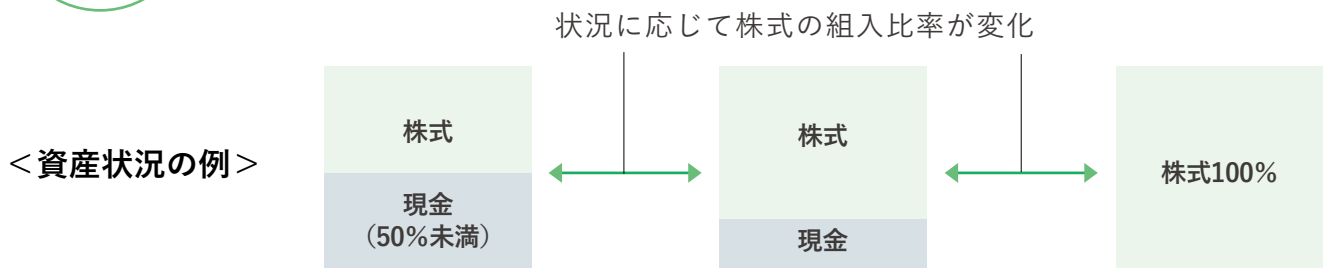 状況に応じて株式の組入比率が変化
<資産状況の例>
株式
現金
（50%未満）
株式
現金
株式100%